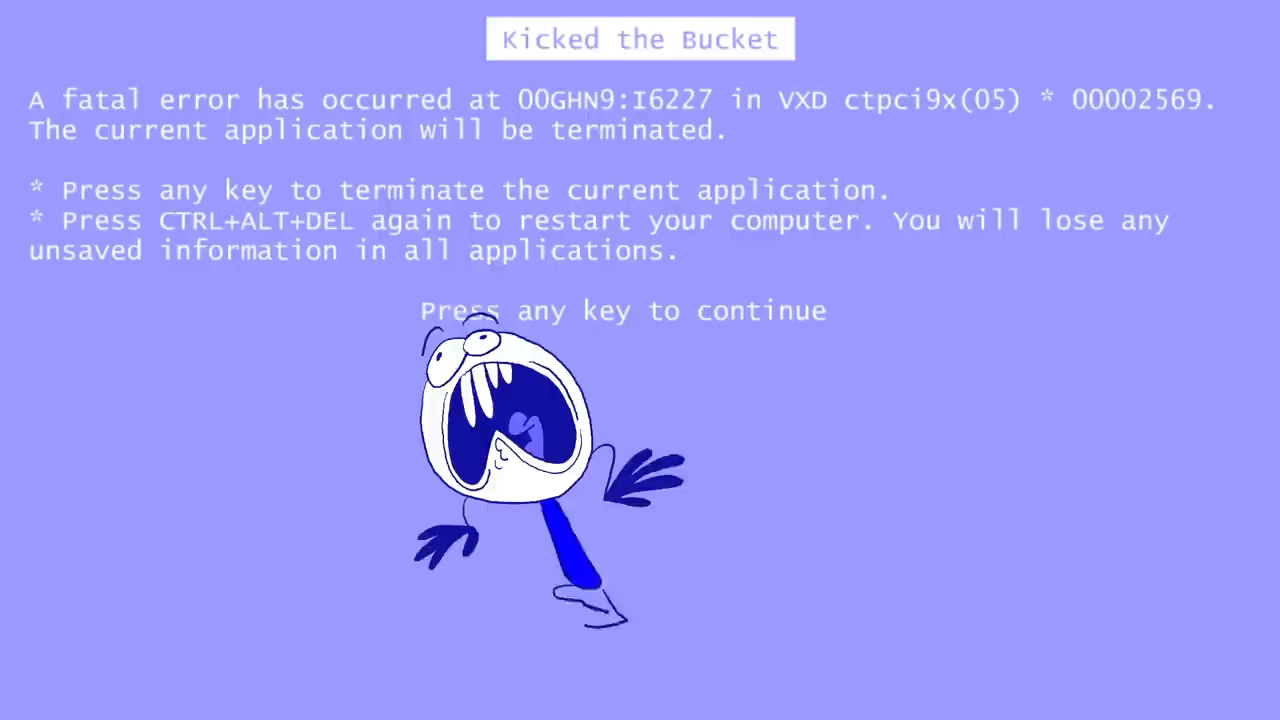 Kicked the Bucket
A fatal error has occurred at 00GHN9:I6227 in VXD ctpci9x(05) * 00002569.
The current application will be terminated.
* Press any key to terminate the current application.
* Press CTRL+ALT+DEL again to restart your computer. You will lose any
unsaved information in all applications.
Press any key to continue